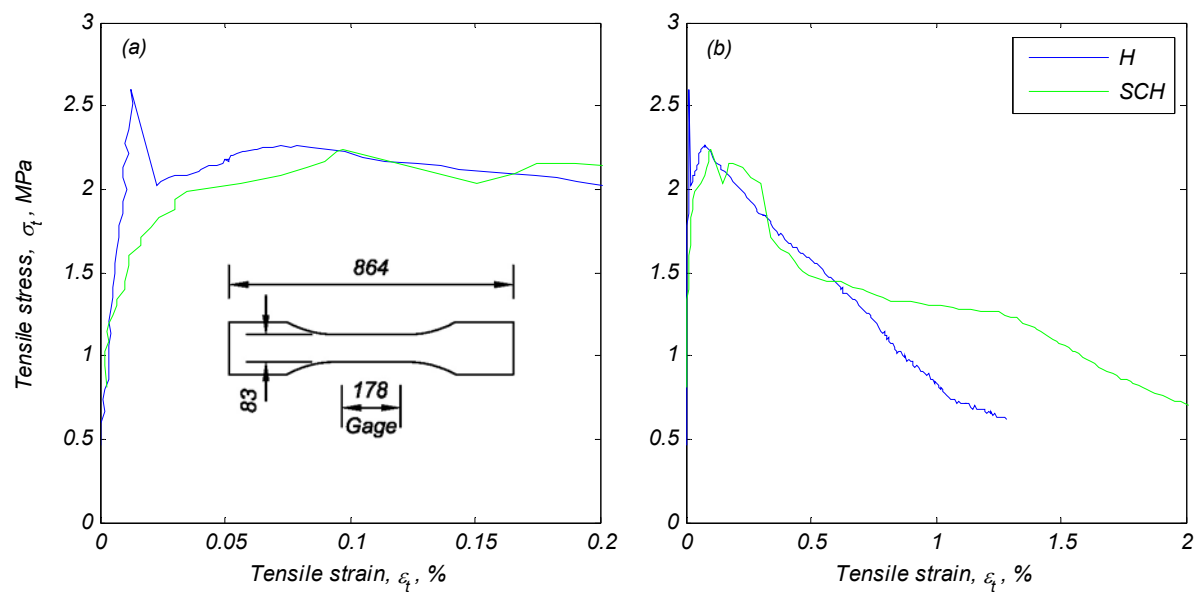 3
2.5
2
1.5
1
0.5
0
Tensile stress, σt, MPa
(a)
864
83
178
Gage
0 0.05 0.1 0.15 0.2
Tensile strain, εt, %
3
2.5
2
1.5
1
0.5
0
(b)
H
SCH
0 0.5 1 1.5 2
Tensile strain, εt, %